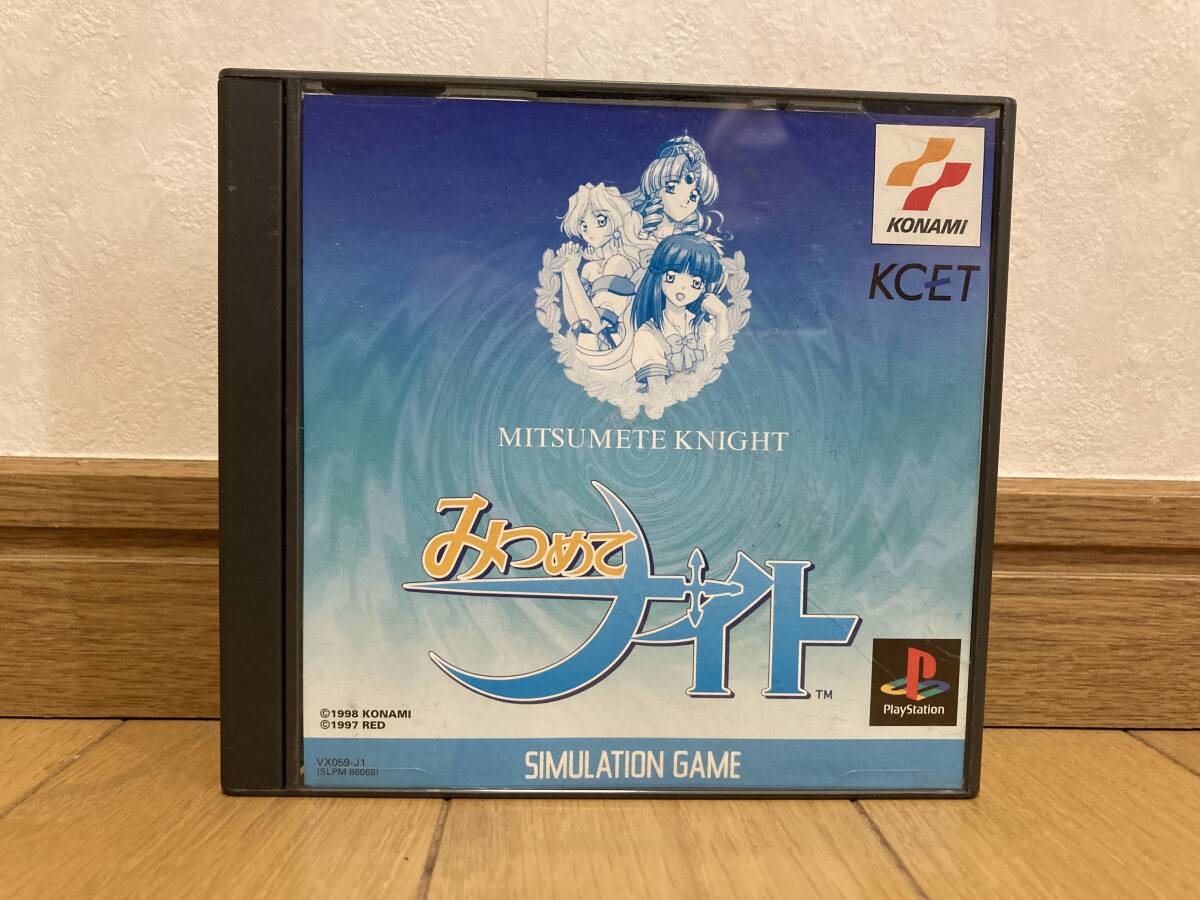 KONAMI
KCET
MITSUMETE KNIGHT
みつめて
ナイト
TM
PlayStation
©1998 KONAMI
©1997 RED
VX059-J1
(SLPM 86068)
SIMULATION GAME